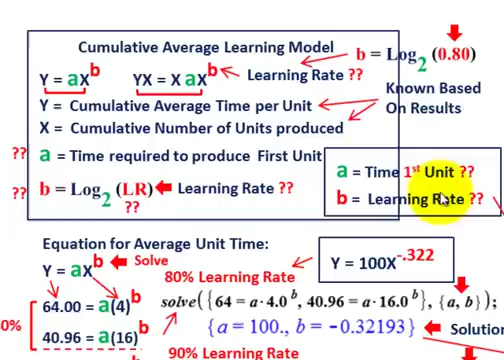 Cumulative Average Learning Model
b = Log2 (0.80)
Y = aX^b YX = X aX^b Learning Rate ??
Known Based
On Results
Y = Cumulative Average Time per Unit
X = Cumulative Number of Units produced
?? a = Time required to produce First Unit
?? b = Log2 (LR) Learning Rate ??
??
a = Time 1st Unit ??
b = Learning Rate ??
Equation for Average Unit Time:
Y = aX^b Solve
Y = 100X^-.322
80% Learning Rate
64.00 = a(4)^b
solve({64 = a·4.0^b, 40.96 = a·16.0^b}, {a, b});
0%
40.96 = a(16)^b
{a = 100., b = -0.32193} Solutio
90% Learning Rate